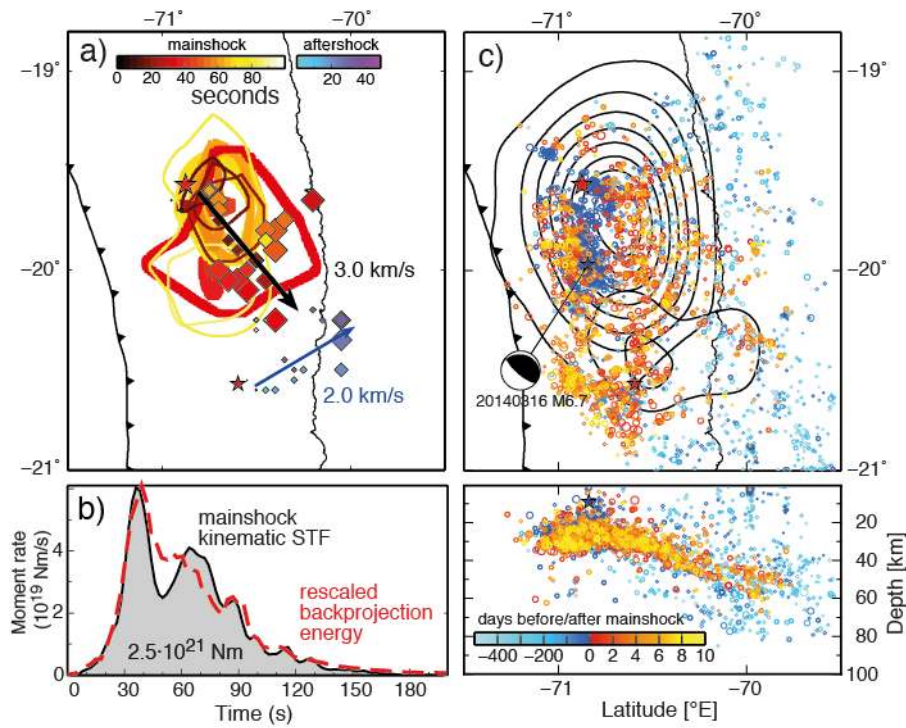 −71° −70° −71° −70°
a) mainshock aftershock c)
0 20 40 60 80 20 40
seconds
−19° −19°
−20° −20°
3.0 km/s
2.0 km/s
20140316 M6.7
−21° −21°
b)
mainshock
kinematic STF
rescaled
backprojection
energy
2.5·10²¹ Nm
Moment rate
(10¹⁹ Nm/s)
4
2
0
0 30 60 90 120 150 180
Time (s)
20
40
60
80
100
Depth [km]
days before/after mainshock
−400 −200 0 2 4 6 8 10
−71° −70°
Latitude [°E]